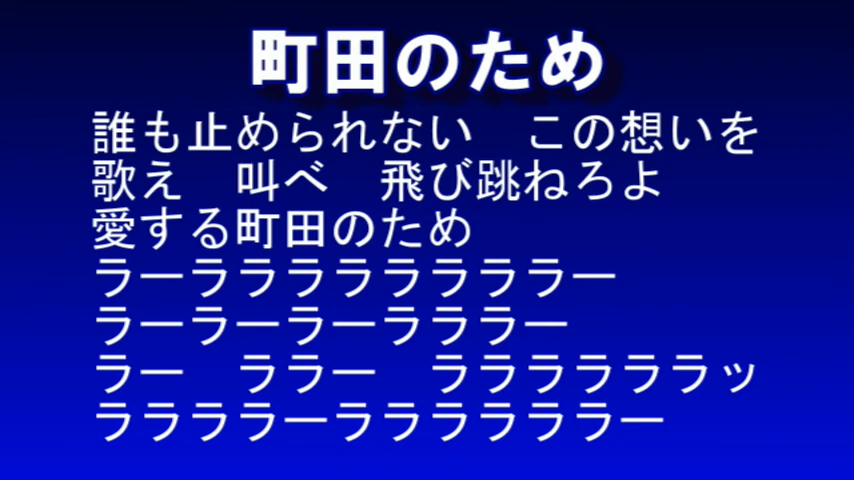 町田のため
誰も止められない　この想いを
歌え　叫べ　飛び跳ねろよ
愛する町田のため
ラーララララララララー
ラーラーラーラララー
ラー　ララー　ララララララッ
ララララーララララララー